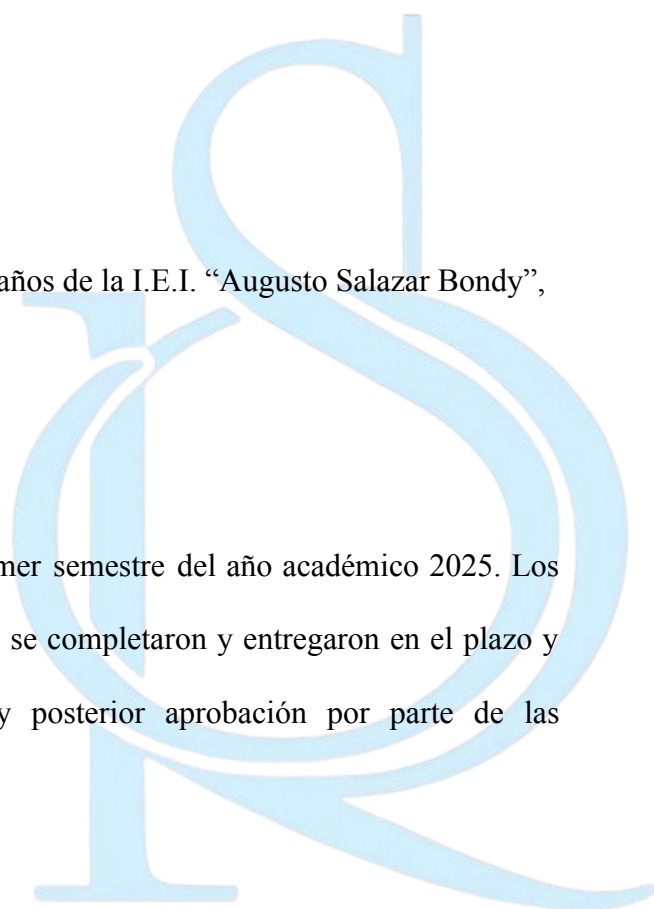 años de la I.E.I. “Augusto Salazar Bondy”,
mer semestre del año académico 2025. Los
se completaron y entregaron en el plazo y
y posterior aprobación por parte de las